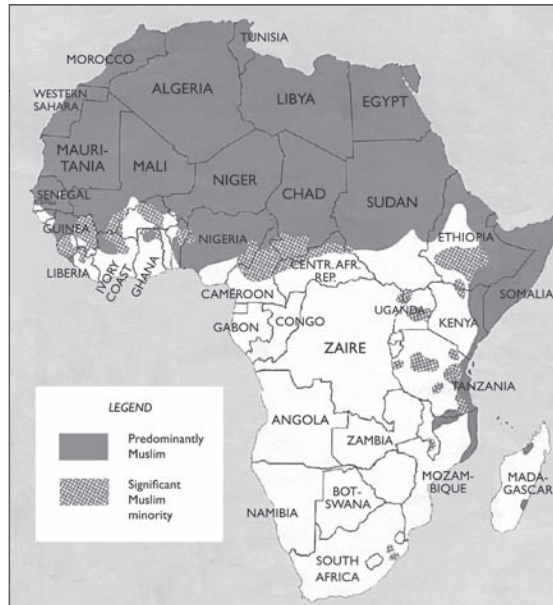 TUNISIA
MOROCCO
ALGERIA
LIBYA
EGYPT
WESTERN
SAHARA
MAURI-
TANIA
MALI
NIGER
CHAD
SUDAN
SENEGAL
GUINEA
NIGERIA
ETHIOPIA
LIBERIA
IVORY
COAST
GHANA
CENTR. AFR.
REP.
SOMALIA
CAMEROON
UGANDA
KENYA
GABON
CONGO
ZAIRE
TANZANIA
LEGEND
Predominantly
Muslim
Significant
Muslim
minority
ANGOLA
ZAMBIA
MOZAM-
BIQUE
MADA-
GASCAR
NAMIBIA
BOT-
SWANA
SOUTH
AFRICA